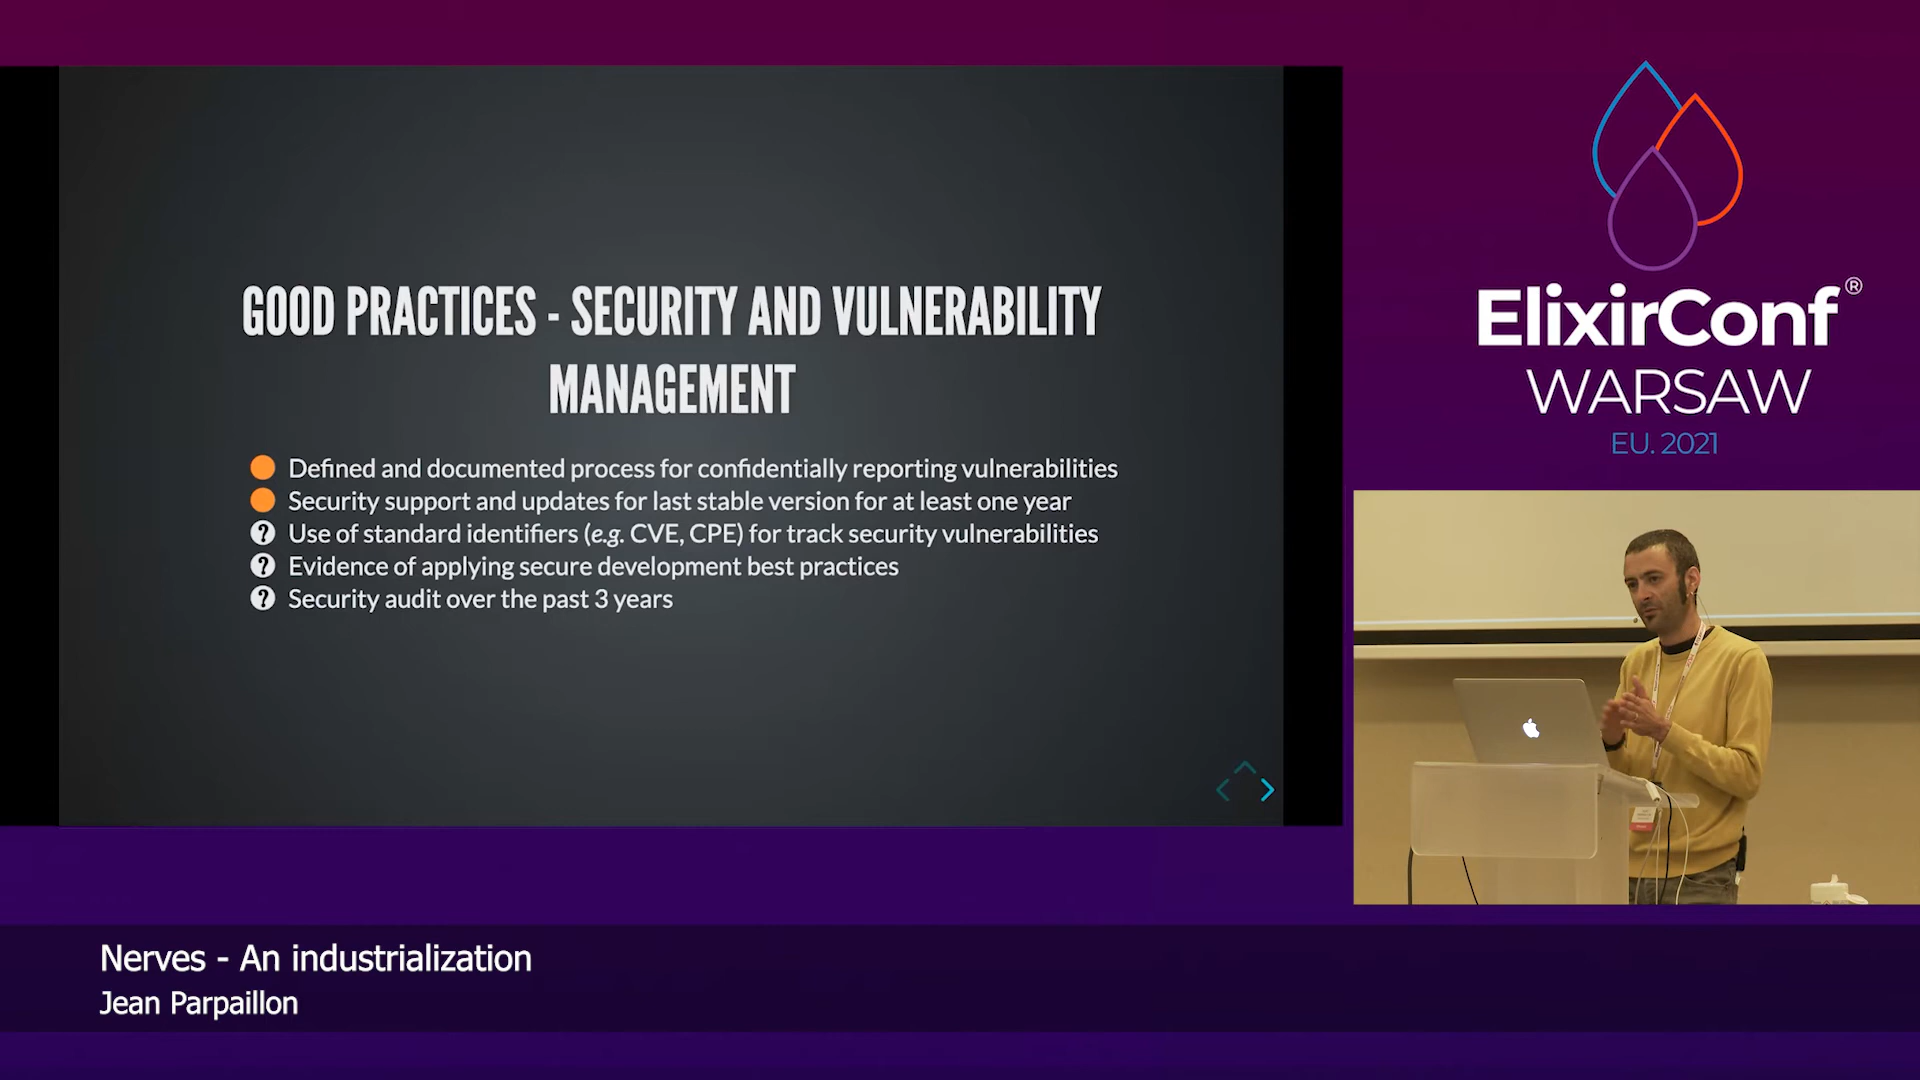 GOOD PRACTICES - SECURITY AND VULNERABILITY
MANAGEMENT
Defined and documented process for confidentially reporting vulnerabilities
Security support and updates for last stable version for at least one year
? Use of standard identifiers (e.g. CVE, CPE) for track security vulnerabilities
? Evidence of applying secure development best practices
? Security audit over the past 3 years
ElixirConf®
WARSAW
EU. 2021
Nerves - An industrialization
Jean Parpaillon